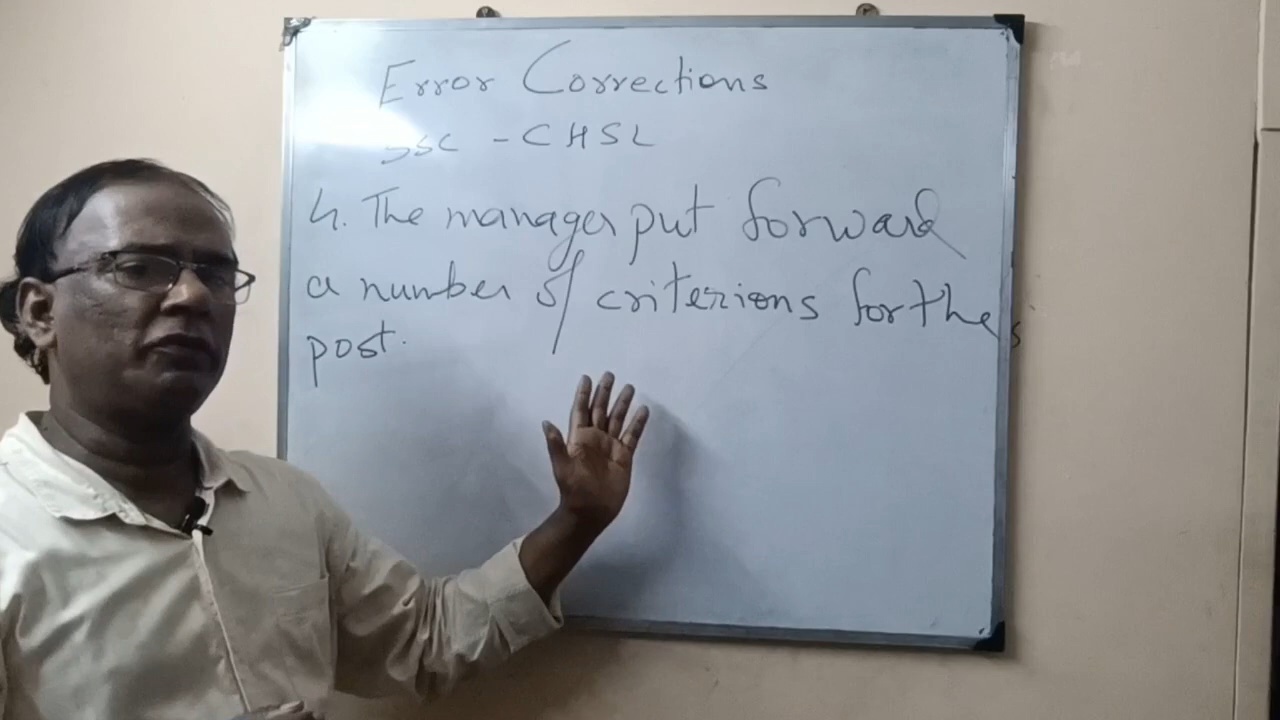 Error Corrections
SSC - CHSL
4. The manager put forward
a number of criterions for the
post.